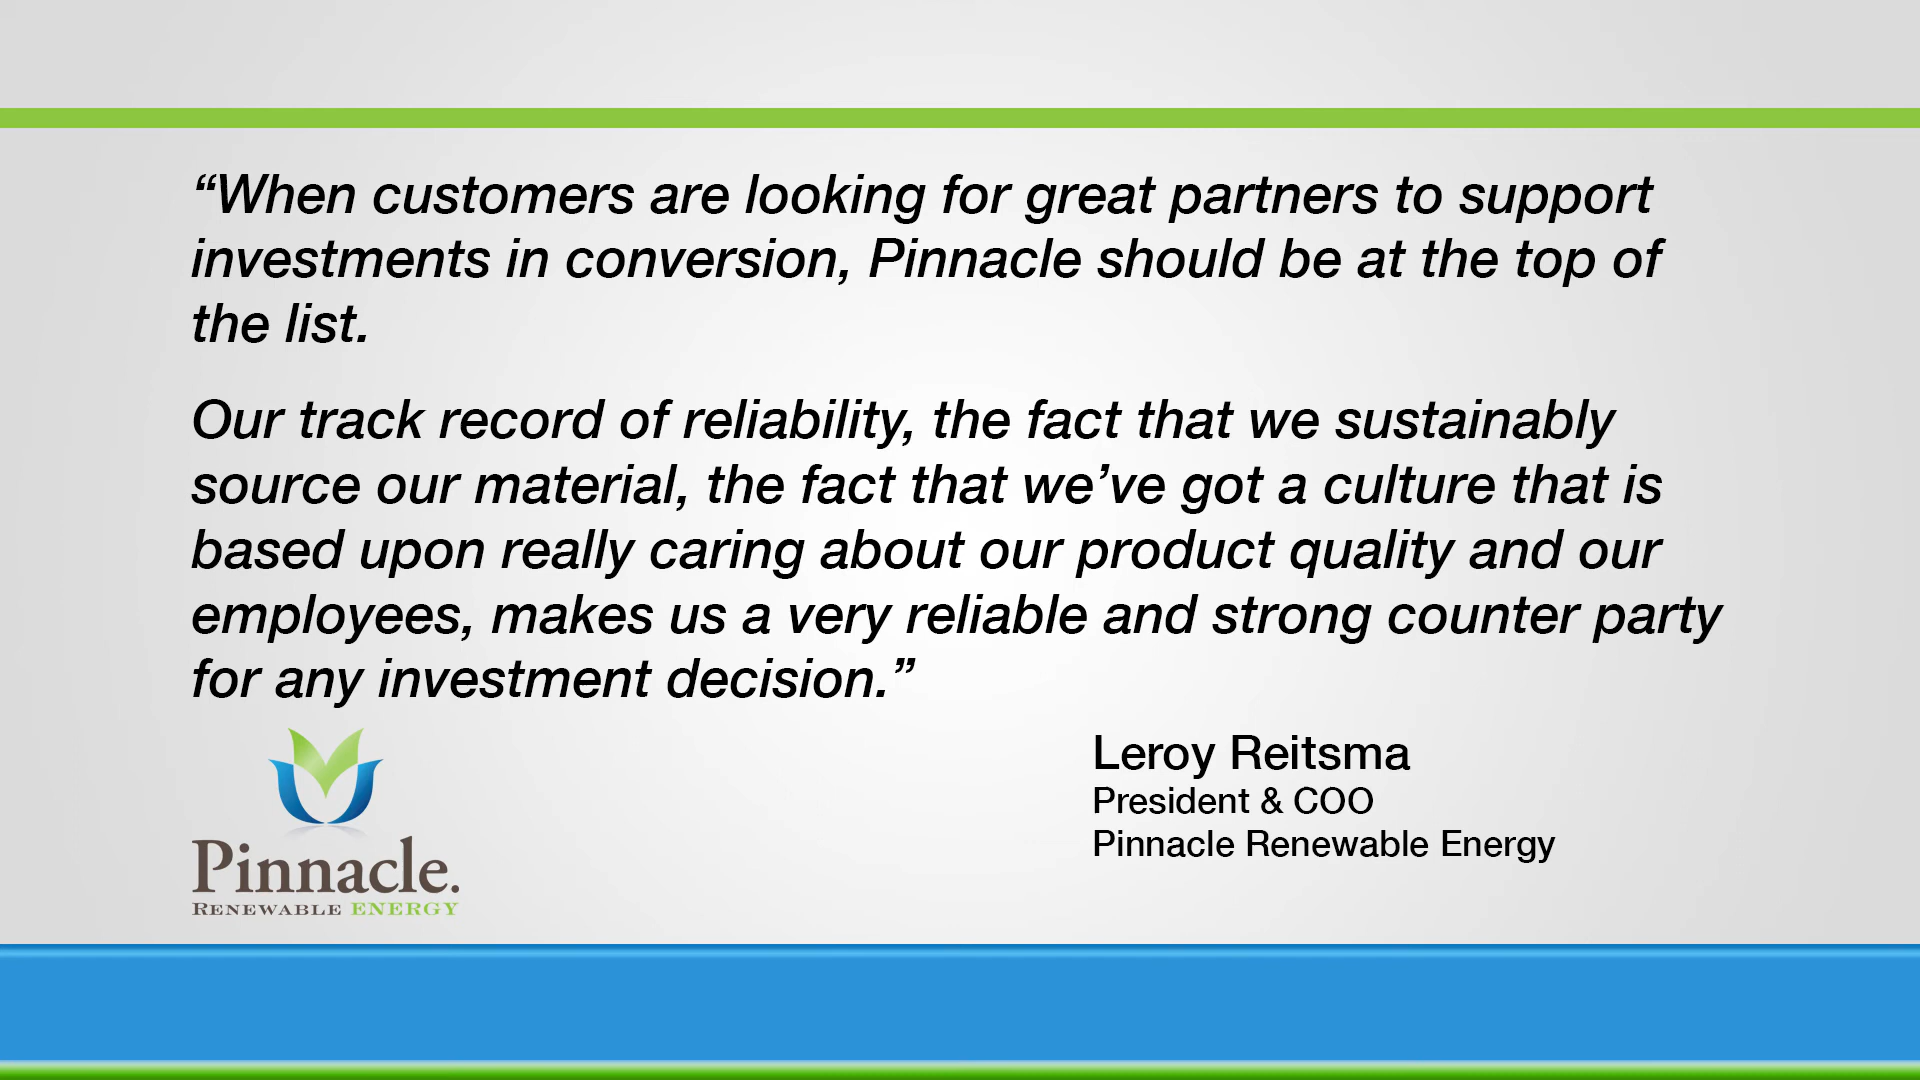 “When customers are looking for great partners to support
investments in conversion, Pinnacle should be at the top of
the list.
Our track record of reliability, the fact that we sustainably
source our material, the fact that we’ve got a culture that is
based upon really caring about our product quality and our
employees, makes us a very reliable and strong counter party
for any investment decision.”
Leroy Reitsma
President & COO
Pinnacle Renewable Energy
Pinnacle.
RENEWABLE ENERGY